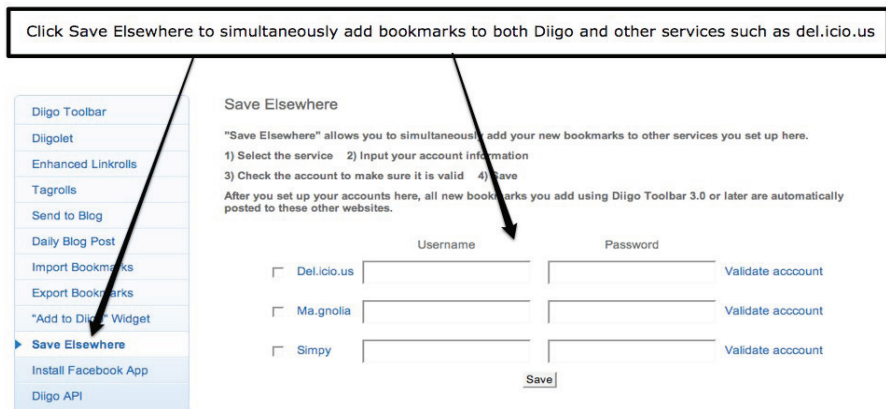 Click Save Elsewhere to simultaneously add bookmarks to both Diigo and other services such as del.icio.us
Diigo Toolbar
Diigolet
Enhanced Linkrolls
Tagrolls
Send to Blog
Daily Blog Post
Import Bookmarks
Export Bookmarks
"Add to Diigo" Widget
Save Elsewhere
Install Facebook App
Diigo API
Save Elsewhere
"Save Elsewhere" allows you to simultaneously add your new bookmarks to other services you set up here.
1) Select the service 2) Input your account information
3) Check the account to make sure it is valid 4) Save
After you set up your accounts here, all new bookmarks you add using Diigo Toolbar 3.0 or later are automatically
posted to these other websites.
Username Password
Del.icio.us Validate acccount
Ma.gnolia Validate acccount
Simpy Validate acccount
Save